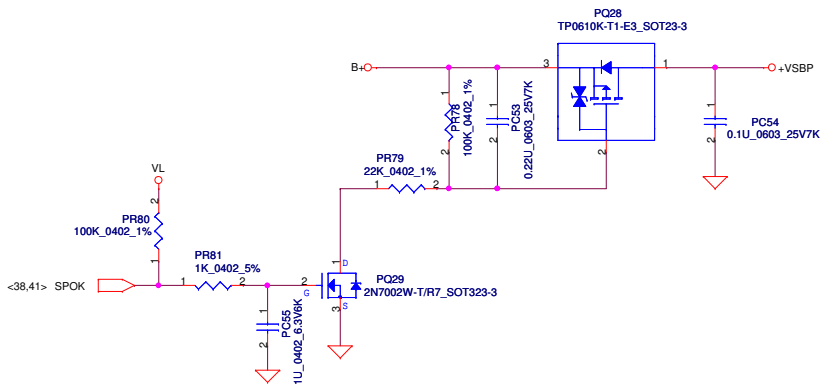 PQ28
TP0610K-T1-E3_SOT23-3
B+
3
1
+VSBP
2
1
PR78
2
100K_0402_1%
1
PC53
2
0.22U_0603_25V7K
1
2
PC54
0.1U_0603_25V7K
PR79
22K_0402_1%
1
2
VL
2
PR80
100K_0402_1%
1
PR81
1K_0402_5%
<38,41> SPOK
1
2
2
G
1
D
S
3
PQ29
2N7002W-T/R7_SOT323-3
1
2
PC55
1U_0402_6.3V6K